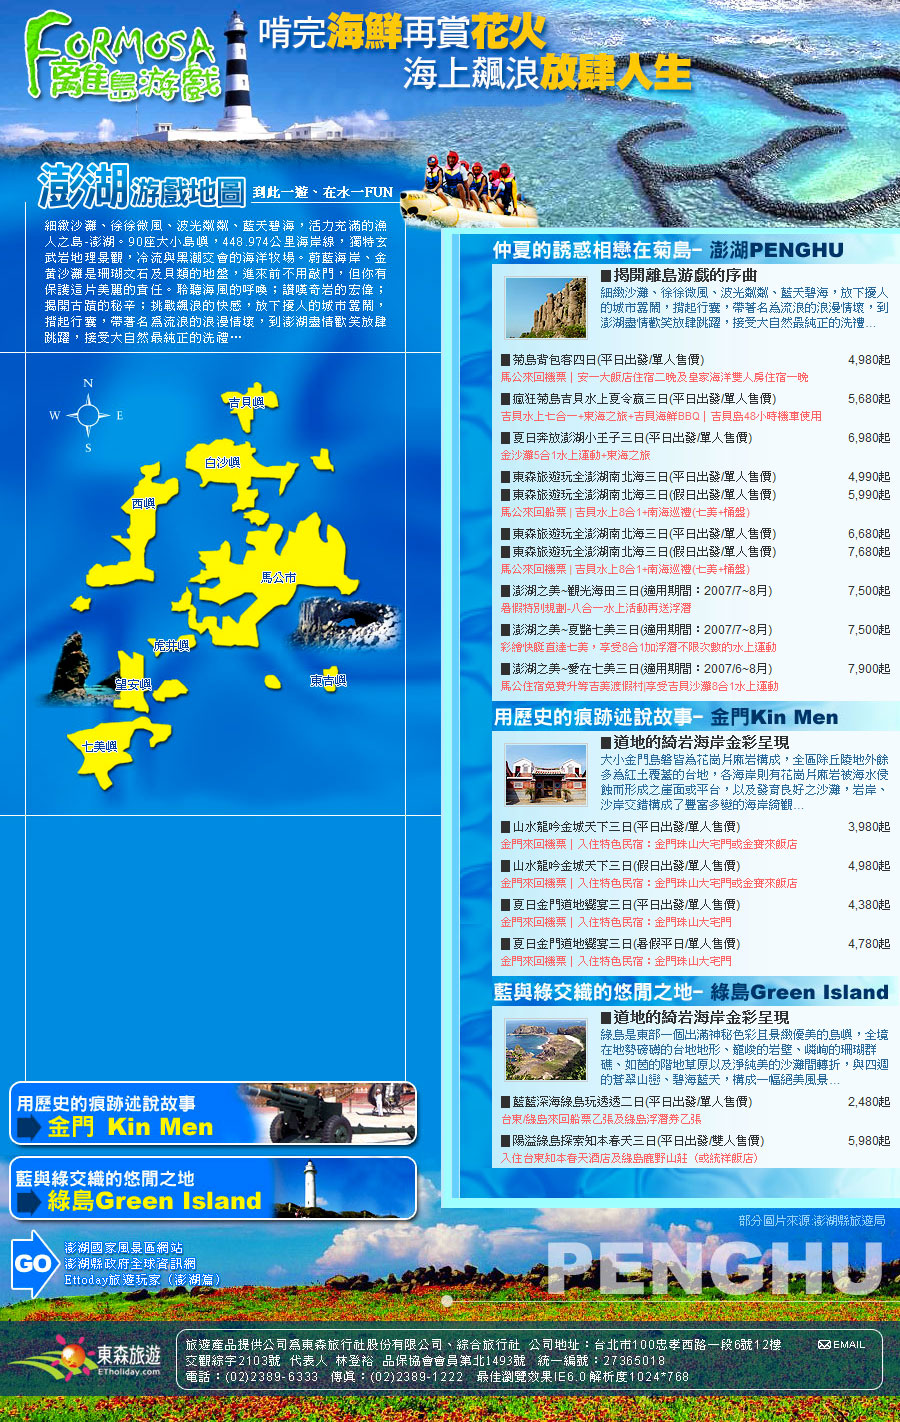 FORMOSA
離島游戲
啃完海鮮再賞花火
海上飆浪放肆人生
澎湖游戲地圖 到此一遊、在水一FUN
細緻沙灘、徐徐微風、波光粼粼、藍天碧海，活力充滿的漁
人之島-澎湖。90座大小島嶼，448.974公里海岸線，獨特玄
武岩地理景觀，冷流與黑潮交會的海洋牧場。蔚藍海岸、金
黃沙灘是珊瑚文石及貝類的地盤，進來前不用敲門，但你有
保護這片美麗的責任。聆聽海風的呼喚；讚嘆奇岩的宏偉；
揭開古蹟的秘辛；挑戰飆浪的快感，放下擾人的城市囂鬧，
揹起行囊，帶著名為流浪的浪漫情懷，到澎湖盡情歡笑放肆
跳躍，接受大自然最純正的洗禮…
N
W E
S
吉貝嶼
白沙嶼
西嶼
馬公市
虎井嶼
望安嶼
東吉嶼
七美嶼
用歷史的痕跡述說故事
金門 Kin Men
藍與綠交織的悠閒之地
綠島Green Island
GO
澎湖國家風景區網站
澎湖縣政府全球資訊網
Ettoday旅遊玩家（澎湖篇）
仲夏的誘惑相戀在菊島- 澎湖PENGHU
■揭開離島游戲的序曲
細緻沙灘、徐徐微風、波光粼粼、藍天碧海，放下擾人
的城市囂鬧，揹起行囊，帶著名為流浪的浪漫情懷，到
澎湖盡情歡笑放肆跳躍，接受大自然最純正的洗禮...
■菊島背包客四日(平日出發/單人售價) 4,980起
馬公來回機票｜安一大飯店住宿二晚及皇家海洋雙人房住宿一晚
■瘋狂菊島吉貝水上夏令贏三日(平日出發/單人售價) 5,680起
吉貝水上七合一+東海之旅+吉貝海鮮BBQ｜吉貝島48小時機車使用
■夏日奔放澎湖小王子三日(平日出發/單人售價) 6,980起
金沙灘5合1水上運動+東海之旅
■東森旅遊玩全澎湖南北海三日(平日出發/單人售價) 4,990起
■東森旅遊玩全澎湖南北海三日(假日出發/單人售價) 5,990起
馬公來回船票 | 吉貝水上8合1+南海巡禮(七美+桶盤)
■東森旅遊玩全澎湖南北海三日(平日出發/單人售價) 6,680起
■東森旅遊玩全澎湖南北海三日(假日出發/單人售價) 7,680起
馬公來回機票 | 吉貝水上8合1+南海巡禮(七美+桶盤)
■澎湖之美~觀光海田三日(適用期間：2007/7~8月) 7,500起
暑假特別規劃-八合一水上活動再送浮潛
■澎湖之美~夏豔七美三日(適用期間：2007/7~8月) 7,500起
彩繪快艇直達七美，享受8合1加浮潛不限次數的水上運動
■澎湖之美~愛在七美三日(適用期間：2007/6~8月) 7,900起
馬公住宿免費升等吉美渡假村|享受吉貝沙灘8合1水上運動
用歷史的痕跡述說故事- 金門Kin Men
■道地的綺岩海岸金彩呈現
大小金門島磐皆為花崗片麻岩構成，全區除丘陵地外餘
多為紅土覆蓋的台地，各海岸則有花崗片麻岩被海水侵
蝕而形成之崖面或平台，以及發育良好之沙灘，岩岸、
沙岸交錯構成了豐富多變的海岸綺觀...
■山水龍吟金城天下三日(平日出發/單人售價) 3,980起
金門來回機票｜入住特色民宿：金門珠山大宅門或金寶來飯店
■山水龍吟金城天下三日(假日出發/單人售價) 4,980起
金門來回機票｜入住特色民宿：金門珠山大宅門或金寶來飯店
■夏日金門道地饗宴三日(平日出發/單人售價) 4,380起
金門來回機票｜入住特色民宿：金門珠山大宅門
■夏日金門道地饗宴三日(暑假平日/單人售價) 4,780起
金門來回機票｜入住特色民宿：金門珠山大宅門
藍與綠交織的悠閒之地- 綠島Green Island
■道地的綺岩海岸金彩呈現
綠島是東部一個出滿神秘色彩且景緻優美的島嶼，全境
在地勢磅礡的台地地形、巃峻的岩壁、嶙峋的珊瑚群
礁、如茵的階地草原以及淨純美的沙灘間轉折，與四週
的蒼翠山巒、碧海藍天，構成一幅絕美風景...
■藍藍深海綠島玩透透二日(平日出發/單人售價) 2,480起
台東/綠島來回船票乙張及綠島浮潛券乙張
■陽溢綠島探索知本春天三日(平日出發/雙人售價) 5,980起
入住台東知本春天酒店及綠島鹿野山莊（或統祥飯店）
部分圖片來源:澎湖縣旅遊局
PENGHU
東森旅遊
ETholiday.com
旅遊產品提供公司為東森旅行社股份有限公司、綜合旅行社 公司地址：台北市100忠孝西路一段6號12樓
交觀綜字2103號 代表人 林登裕 品保協會會員第北1493號 統一編號：27365018
電話：(02)2389-6333 傳真：(02)2389-1222 最佳瀏覽效果IE6.0 解析度1024*768
EMAIL